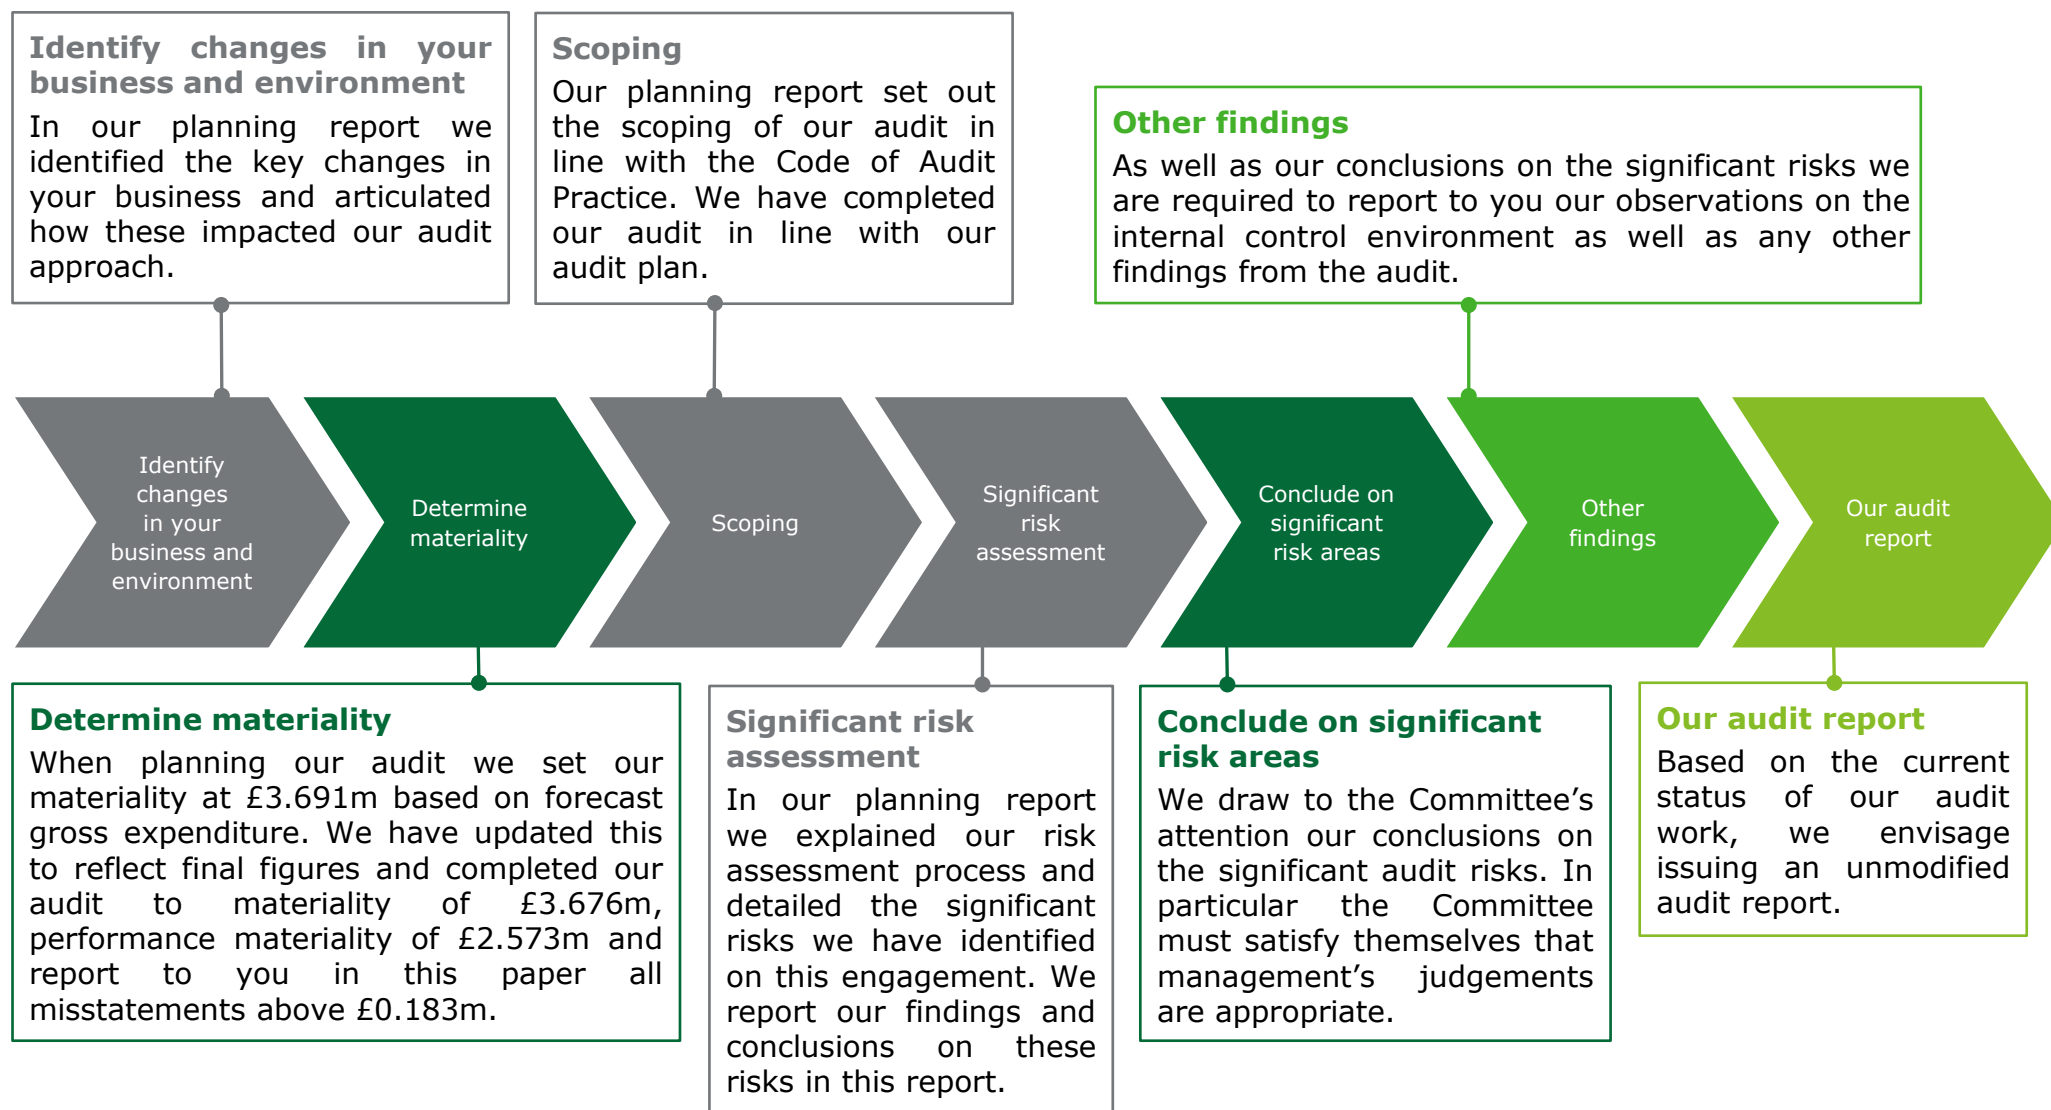 Identify changes in your
business and environment
In our planning report we
identified the key changes in
your business and articulated
how these impacted our audit
approach.
Scoping
Our planning report set out
the scoping of our audit in
line with the Code of Audit
Practice. We have completed
our audit in line with our
audit plan.
Other findings
As well as our conclusions on the significant risks we
are required to report to you our observations on the
internal control environment as well as any other
findings from the audit.
Identify
changes
in your
business and
environment
Determine
materiality
Scoping
Significant
risk
assessment
Conclude on
significant
risk areas
Other
findings
Our audit
report
Determine materiality
When planning our audit we set our
materiality at £3.691m based on forecast
gross expenditure. We have updated this
to reflect final figures and completed our
audit to materiality of £3.676m,
performance materiality of £2.573m and
report to you in this paper all
misstatements above £0.183m.
Significant risk
assessment
In our planning report
we explained our risk
assessment process and
detailed the significant
risks we have identified
on this engagement. We
report our findings and
conclusions on these
risks in this report.
Conclude on significant
risk areas
We draw to the Committee’s
attention our conclusions on
the significant audit risks. In
particular the Committee
must satisfy themselves that
management’s judgements
are appropriate.
Our audit report
Based on the current
status of our audit
work, we envisage
issuing an unmodified
audit report.